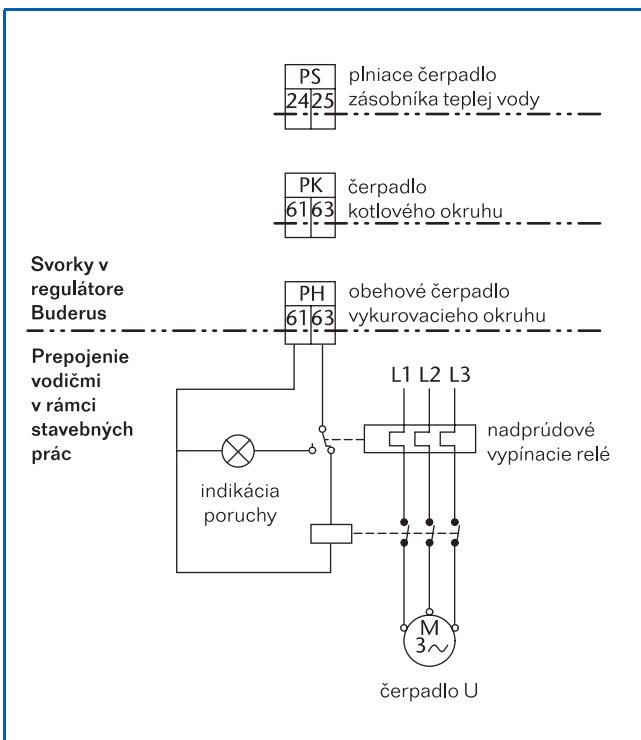 PS
24 25
plniace čerpadlo
zásobníka teplej vody
PK
61 63
čerpadlo
kotlového okruhu
Svorky v
regulátore
Buderus
PH
61 63
obehové čerpadlo
vykurovacieho okruhu
Prepojenie
vodičmi
v rámci
stavebných
prác
L1 L2 L3
nadprúdové
vypínacie relé
indikácia
poruchy
M
3~
čerpadlo U